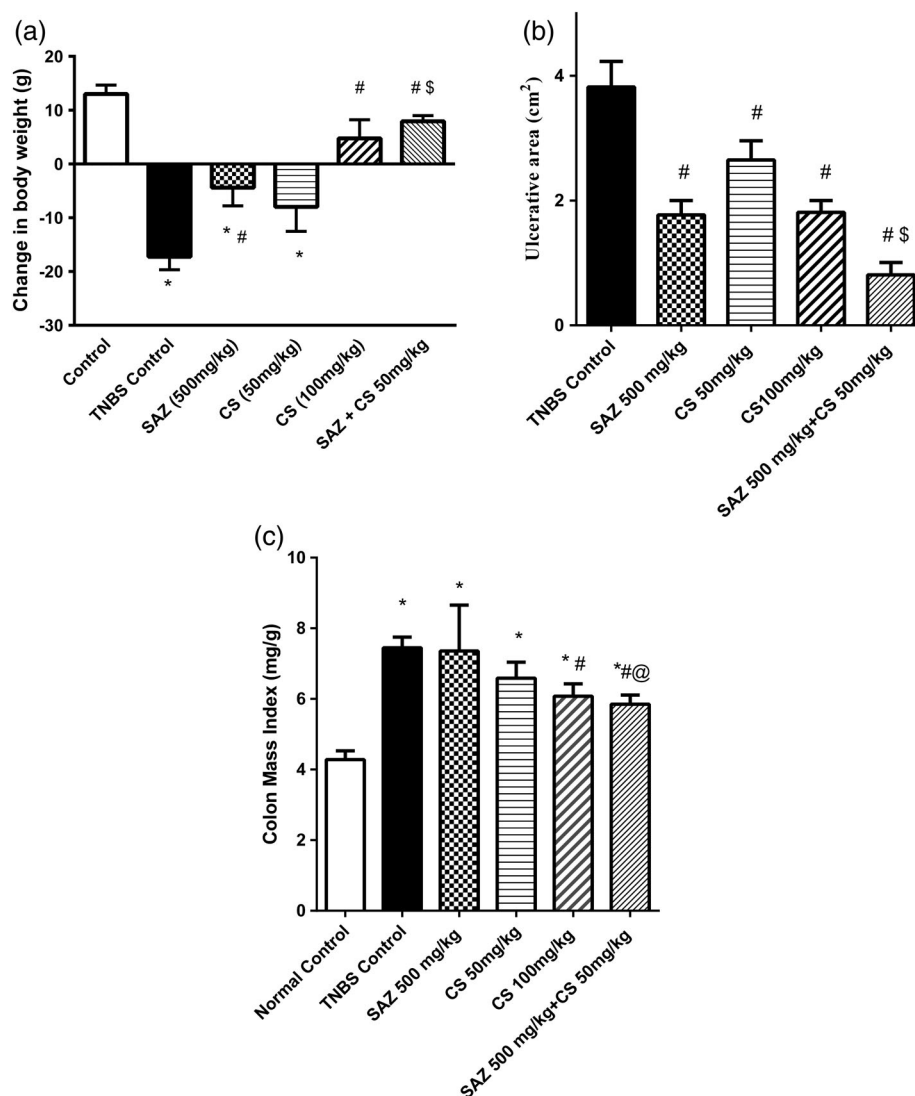 (a)
Change in body weight (g)
20
10
0
-10
-20
-30
*
* #
*
#
# $
Control
TNBS Control
SAZ (500mg/kg)
CS (50mg/kg)
CS (100mg/kg)
SAZ + CS 50mg/kg
(b)
Ulcerative area (cm²)
4
2
0
#
#
#
# $
TNBS Control
SAZ 500 mg/kg
CS 50mg/kg
CS100mg/kg
SAZ 500 mg/kg+CS 50mg/kg
(c)
Colon Mass Index (mg/g)
10
8
6
4
2
0
*
*
*
* #
*#@
Normal Control
TNBS Control
SAZ 500 mg/kg
CS 50mg/kg
CS 100mg/kg
SAZ 500 mg/kg+CS 50mg/kg